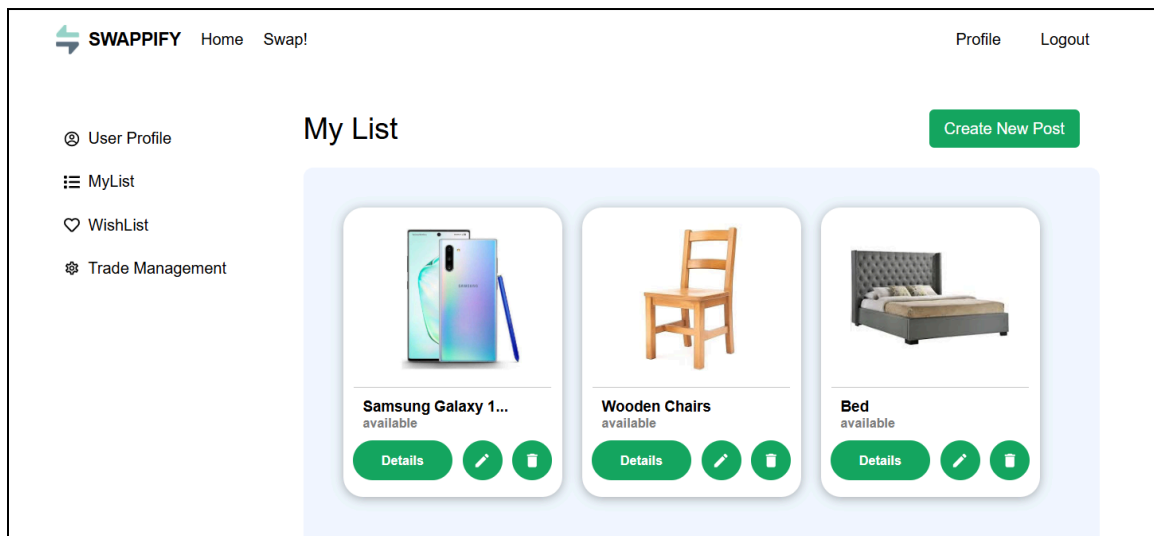 SWAPPIFY Home Swap! Profile Logout
User Profile
MyList
WishList
Trade Management
My List
Create New Post
SAMSUNG
Samsung Galaxy 1...
available
Details
Wooden Chairs
available
Details
Bed
available
Details